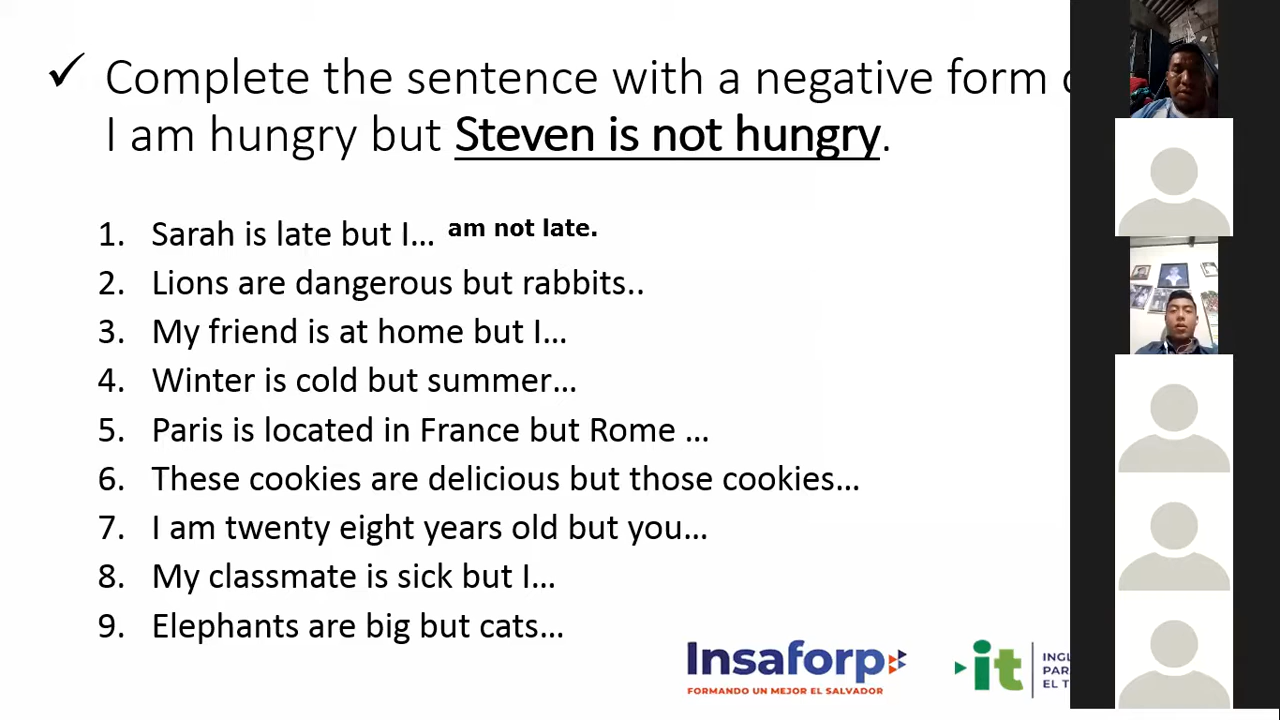 ✓ Complete the sentence with a negative form
I am hungry but Steven is not hungry.
1. Sarah is late but I... am not late.
2. Lions are dangerous but rabbits..
3. My friend is at home but I...
4. Winter is cold but summer...
5. Paris is located in France but Rome ...
6. These cookies are delicious but those cookies...
7. I am twenty eight years old but you...
8. My classmate is sick but I...
9. Elephants are big but cats...
Insaforp
FORMANDO UN MEJOR EL SALVADOR
it
INGL
PARA
EL T